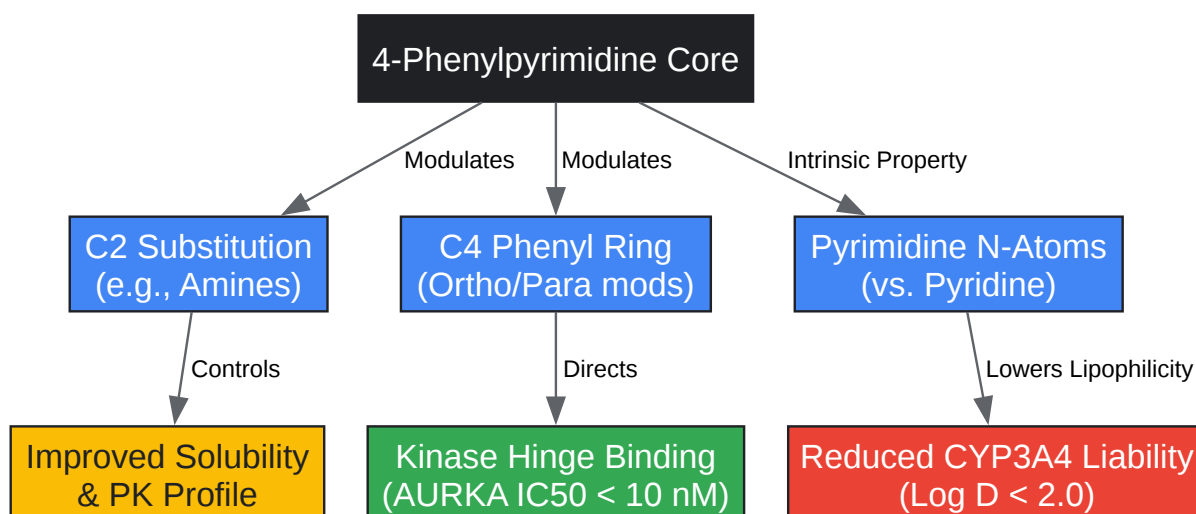 4-Phenylpyrimidine Core
Modulates
Modulates
Intrinsic Property
C2 Substitution
(e.g., Amines)
C4 Phenyl Ring
(Ortho/Para mods)
Pyrimidine N-Atoms
(vs. Pyridine)
Controls
Directs
Lowers Lipophilicity
Improved Solubility
& PK Profile
Kinase Hinge Binding
(AURKA IC50 < 10 nM)
Reduced CYP3A4 Liability
(Log D < 2.0)